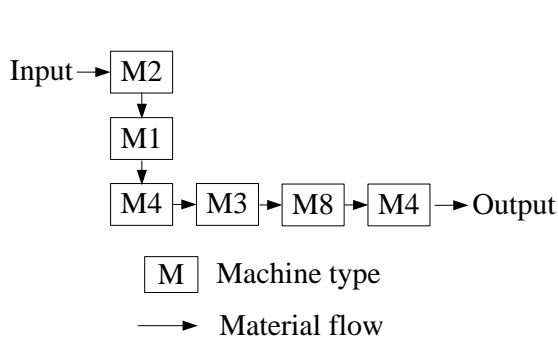 Input M2
M1
M4 M3 M8 M4 Output
M Machine type
Material flow